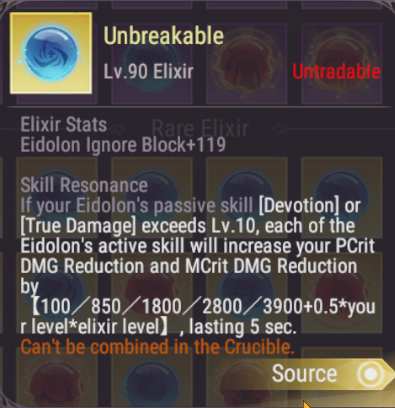 Unbreakable
Lv.90 Elixir
Untradable
Rare Elixir
Elixir Stats
Eidolon Ignore Block+119
Skill Resonance
If your Eidolon's passive skill [Devotion] or
[True Damage] exceeds Lv.10, each of the
Eidolon's active skill will increase your PCrit
DMG Reduction and MCrit DMG Reduction
by
【100／850／1800／2800／3900+0.5*you
r level*elixir level】, lasting 5 sec.
Can't be combined in the Crucible.
Source